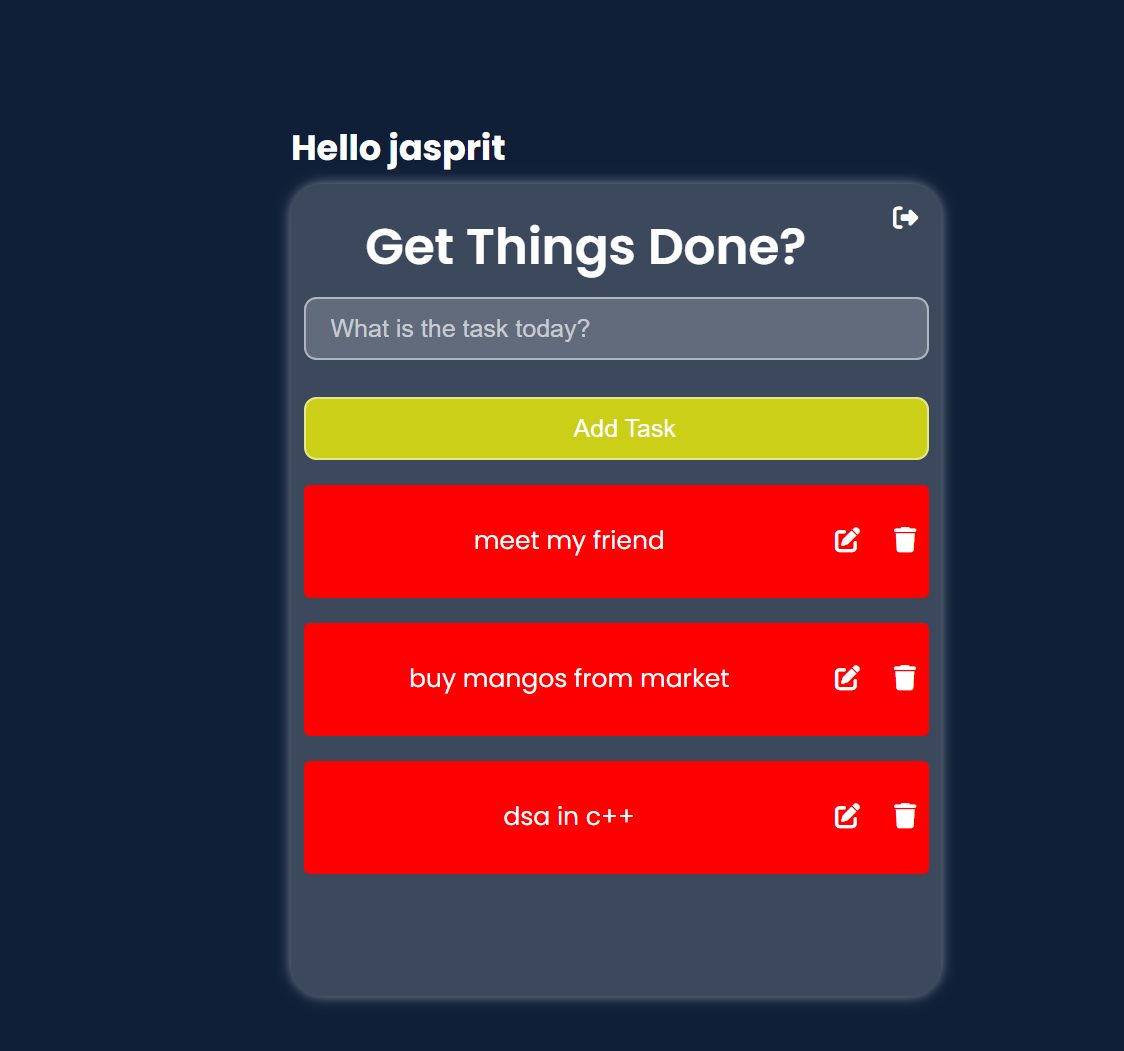 Hello jasprit
Get Things Done?
What is the task today?
Add Task
meet my friend
buy mangos from market
dsa in c++